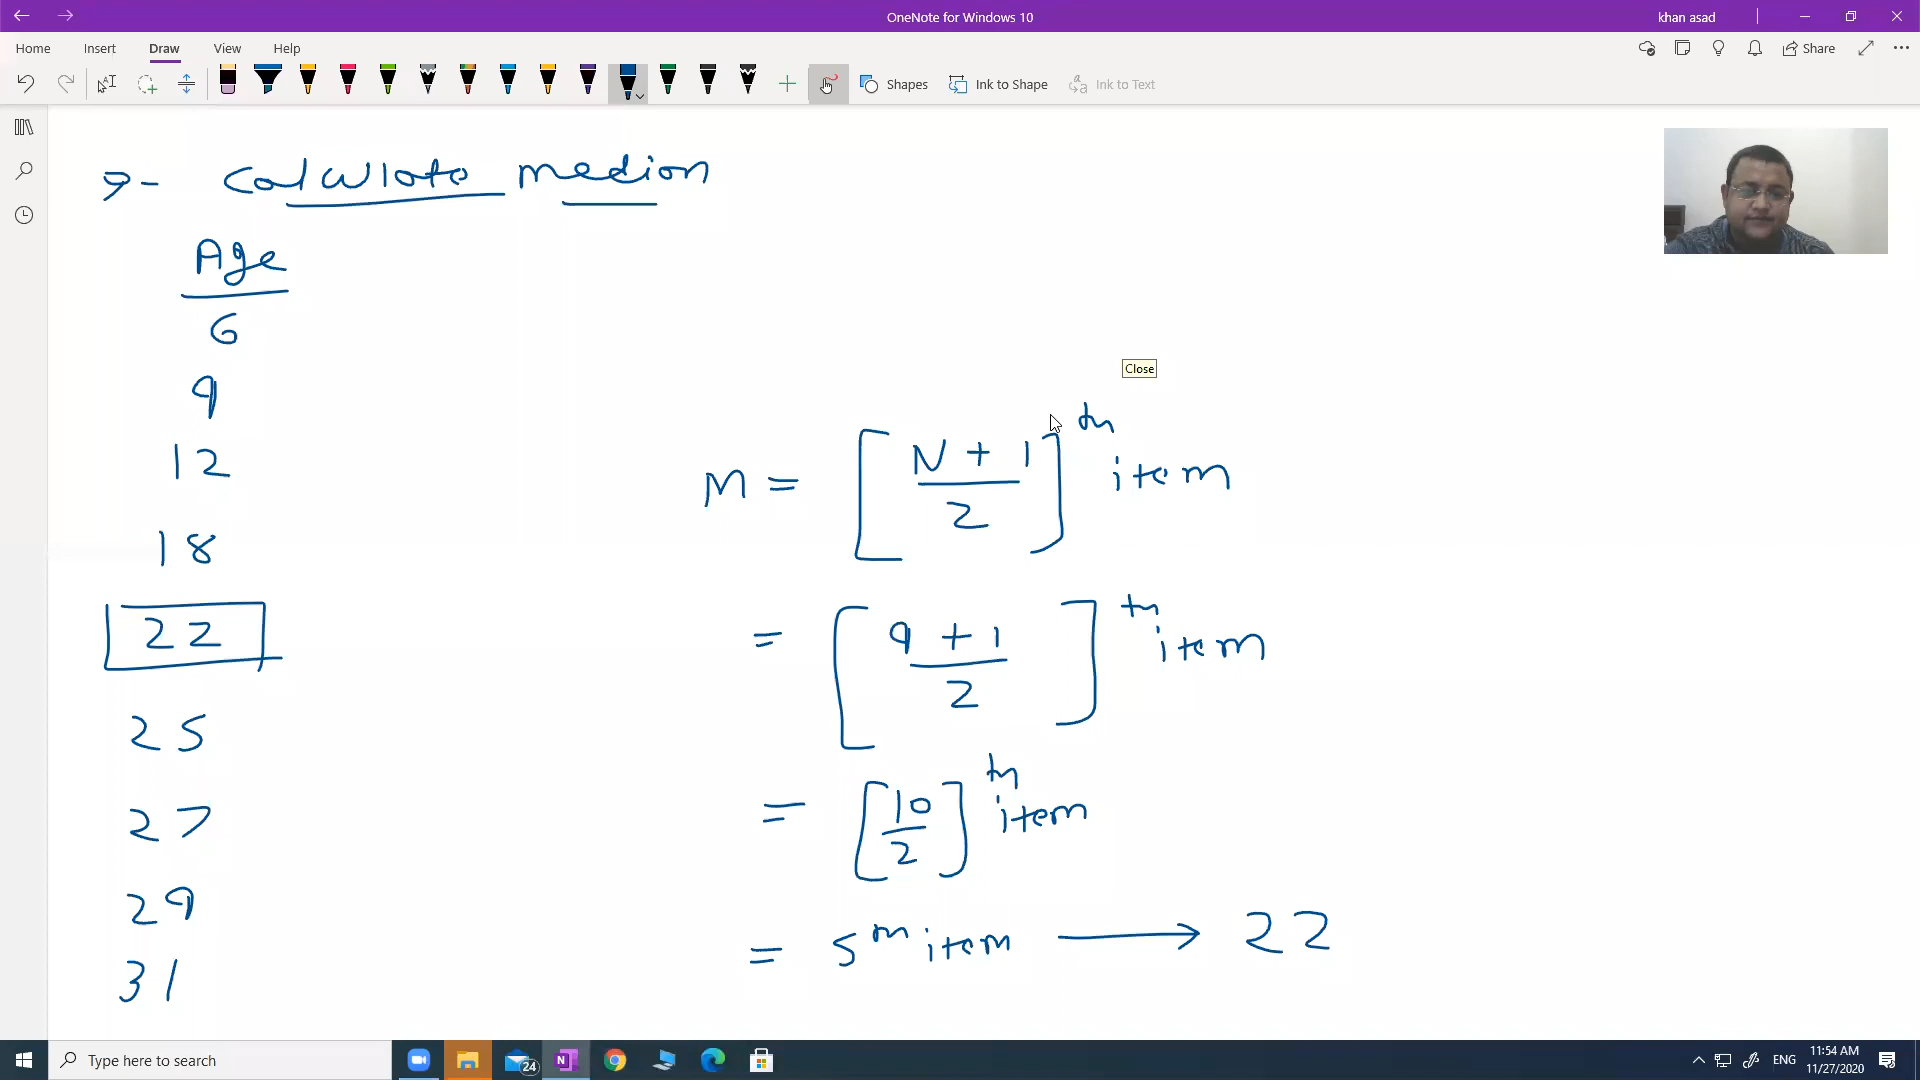 OneNote for Windows 10
khan asad
Home Insert Draw View Help
Share
Shapes Ink to Shape Ink to Text
→- Calculate median
Age
6
9
12
18
22
25
27
29
31
Close
M = [N + 1 / 2] th item
= [9 + 1 / 2] th item
= [10 / 2] th item
= 5th item → 22
Type here to search
24
ENG
11:54 AM
11/27/2020